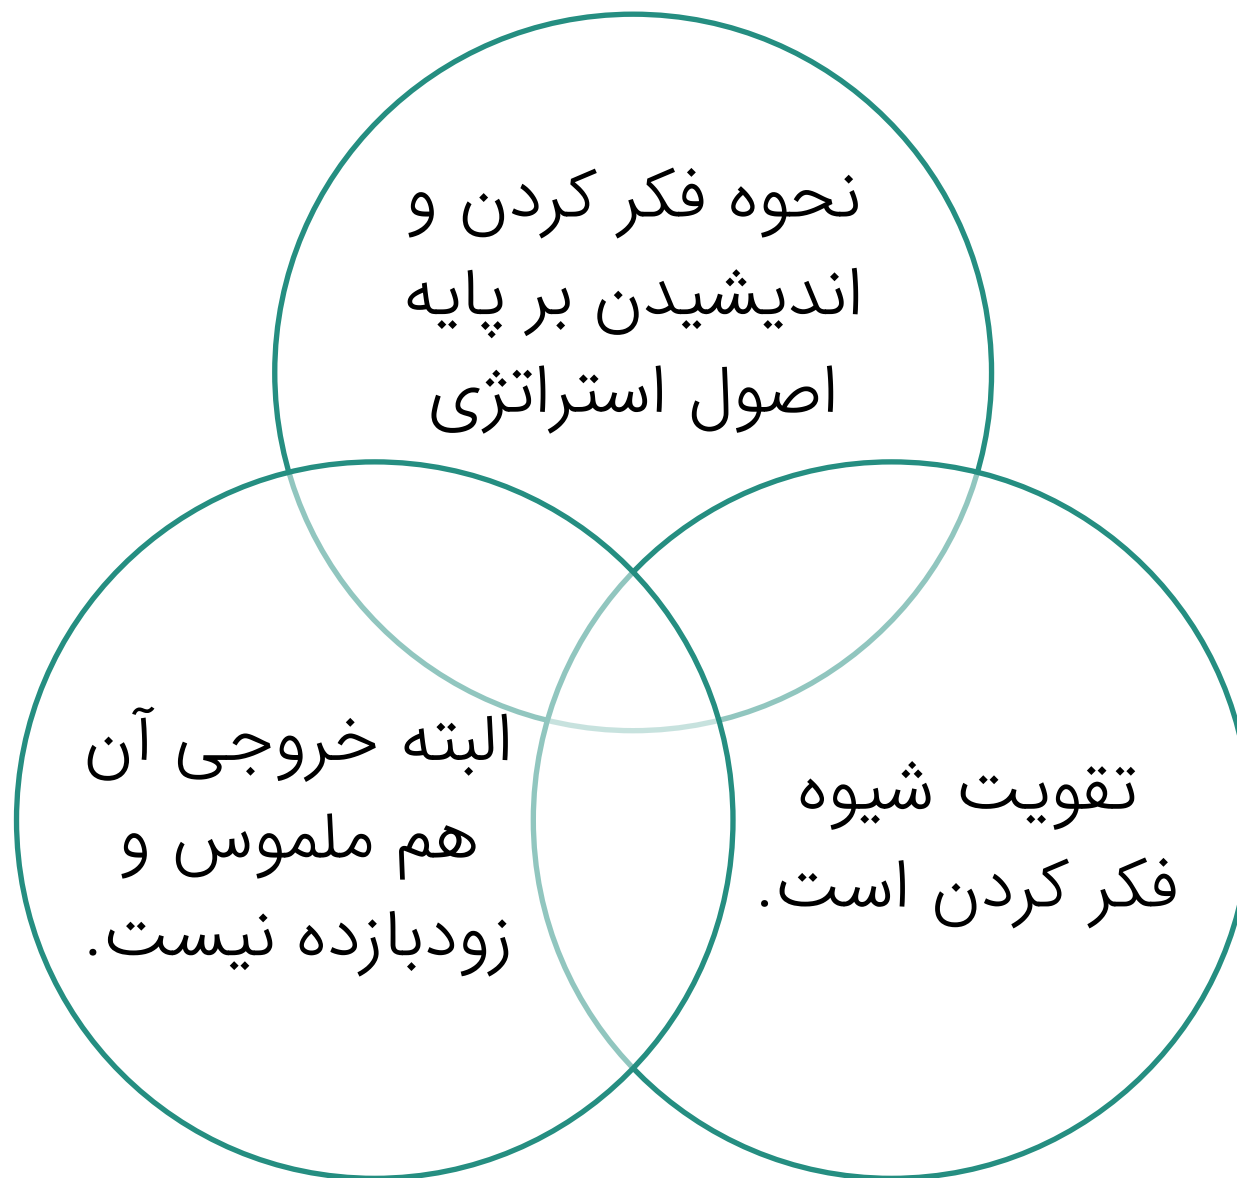 نحوه فکر کردن و
اندیشیدن بر پایه
اصول استراتژی
تقویت شیوه
فکر کردن است.
البته خروجی آن
هم ملموس و
زودبازده نیست.